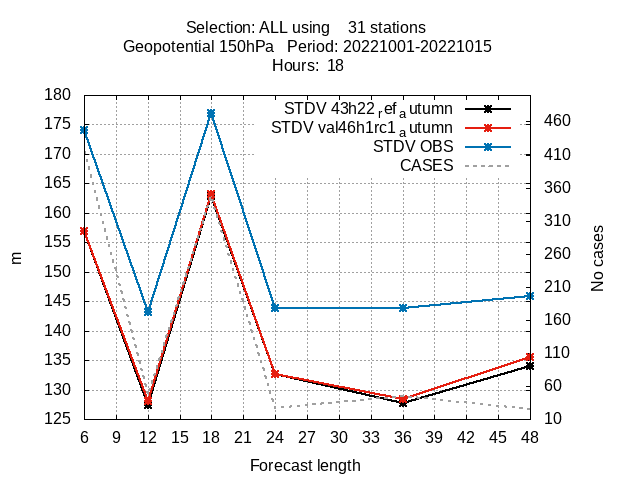 Selection: ALL using    31 stations
Geopotential 150hPa   Period: 20221001-20221015
Hours:  18
STDV 43h22ref_autumn
STDV val46h1rc1_autumn
STDV OBS
CASES
180
175
170
165
160
155
150
145
140
135
130
125
m
460
410
360
310
260
210
160
110
60
10
No cases
6 9 12 15 18 21 24 27 30 33 36 39 42 45 48
Forecast length